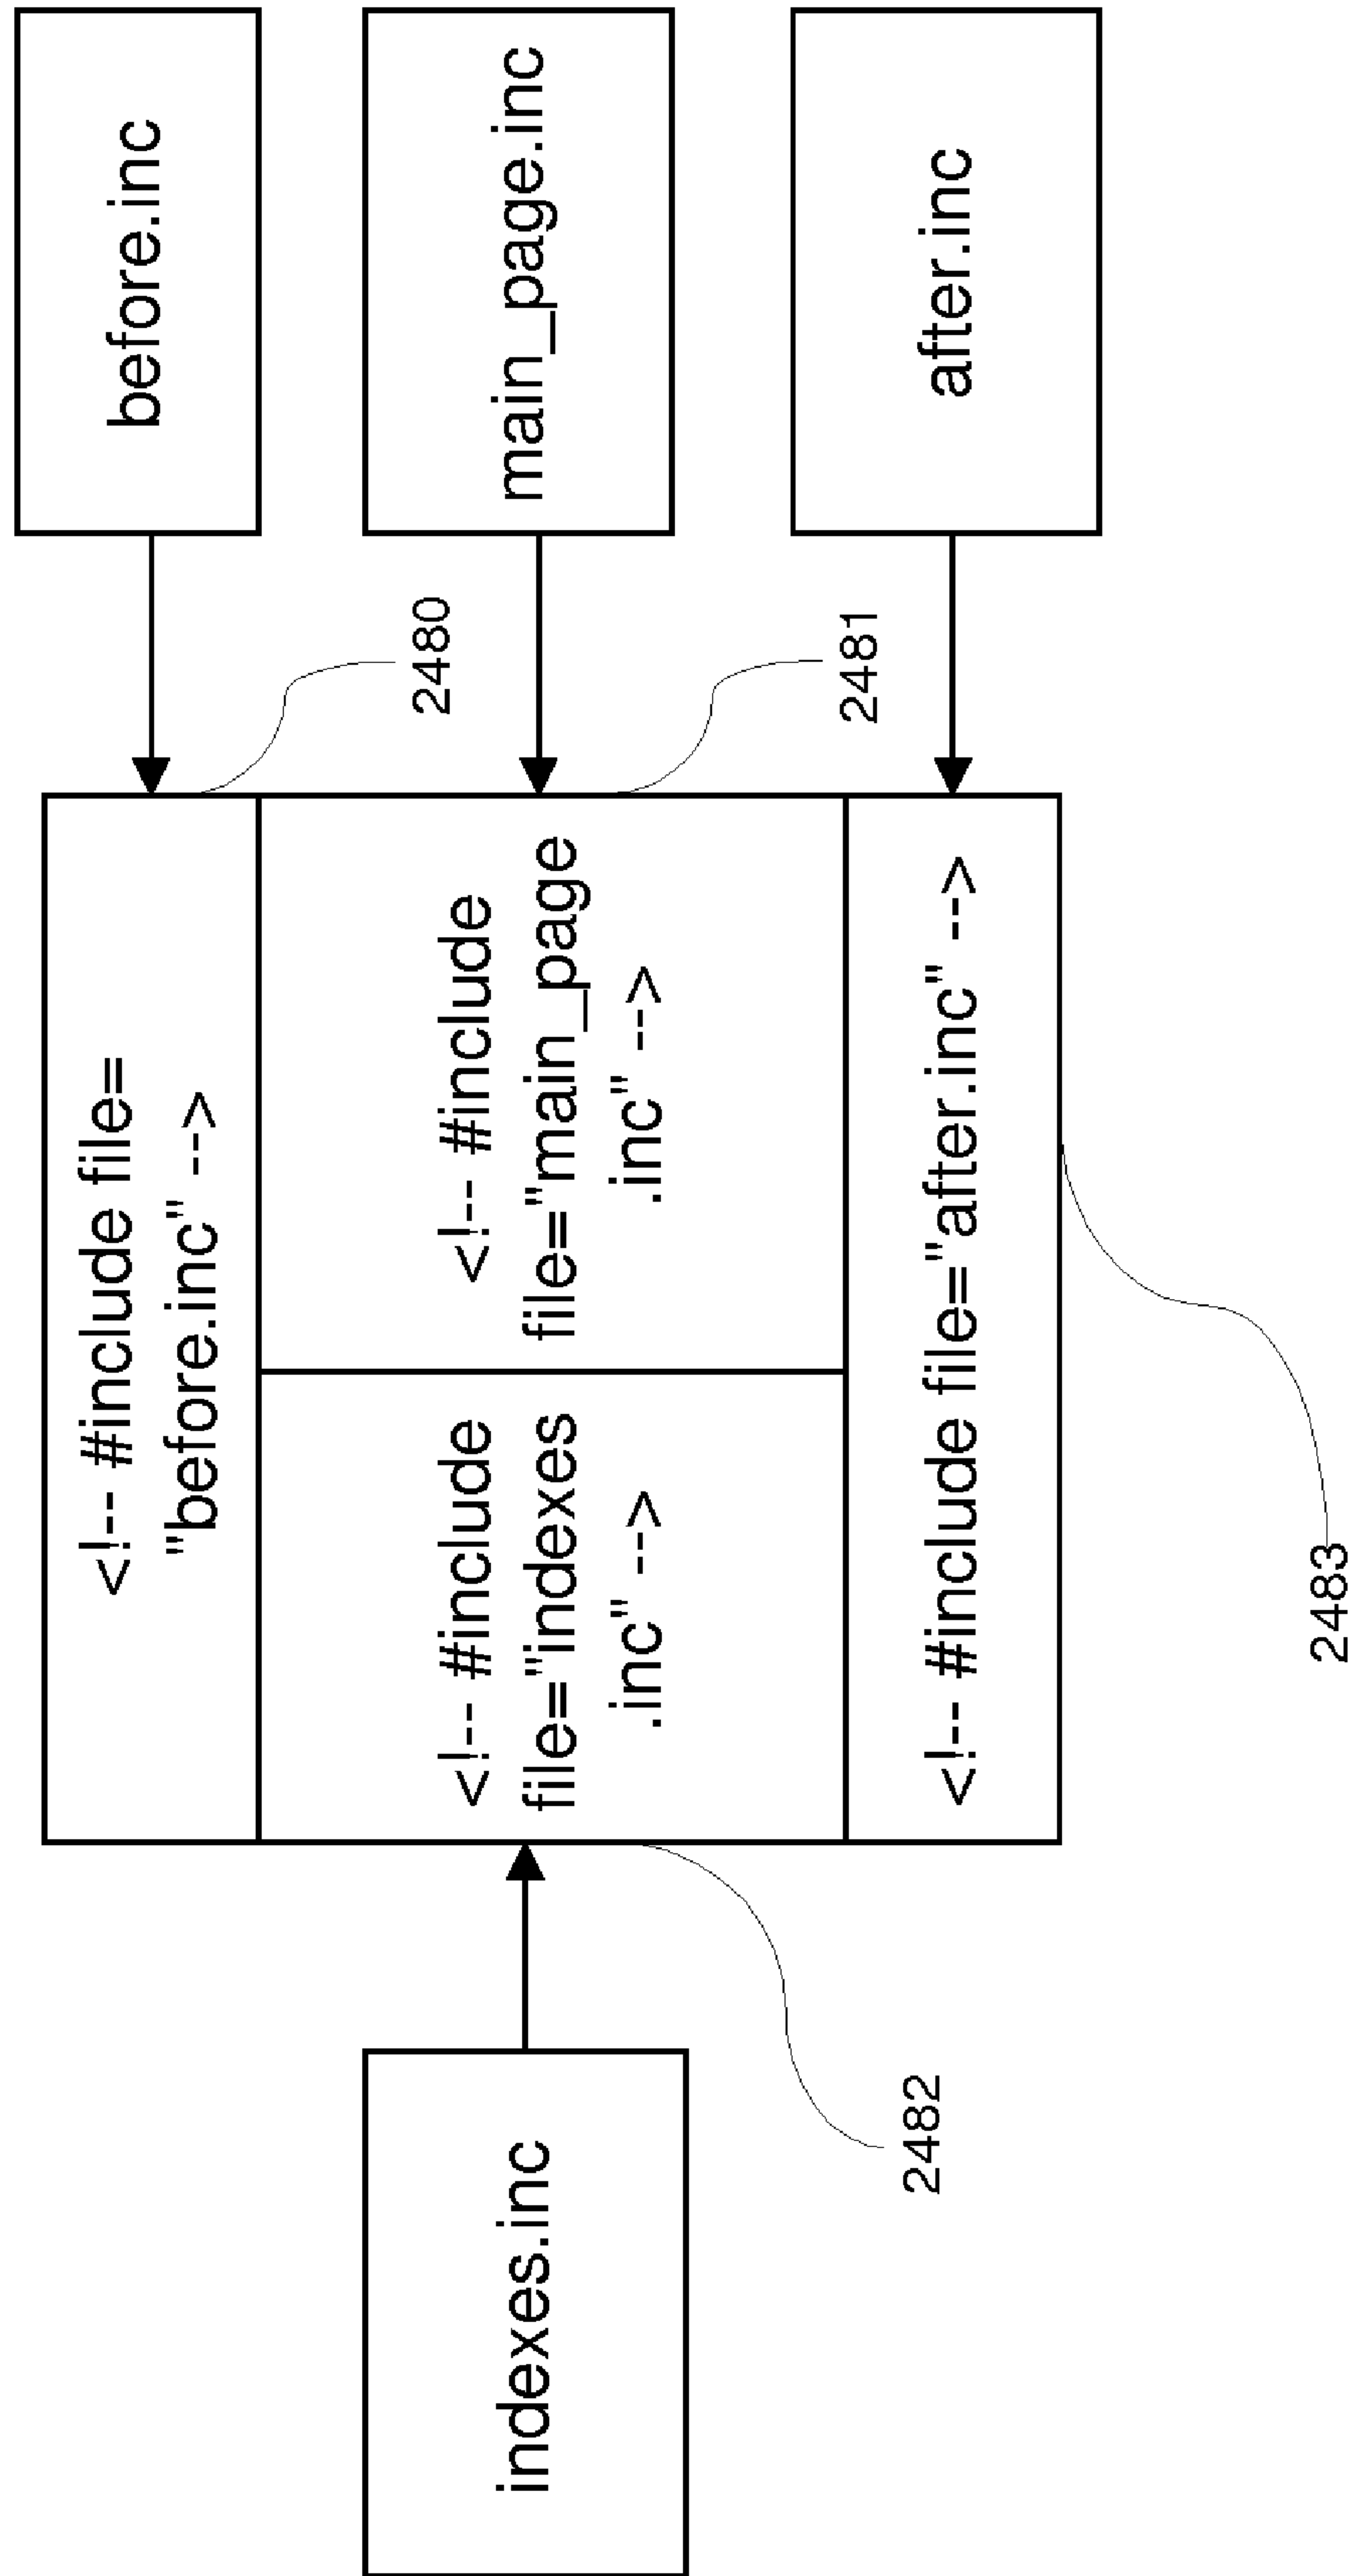 before.inc
<!-- #include file=
"before.inc" -->
2480
indexes.inc
<!-- #include
file="indexes
.inc" -->
<!-- #include
file="main_page
.inc" -->
main_page.inc
2481
2482
<!-- #include file="after.inc" -->
after.inc
2483